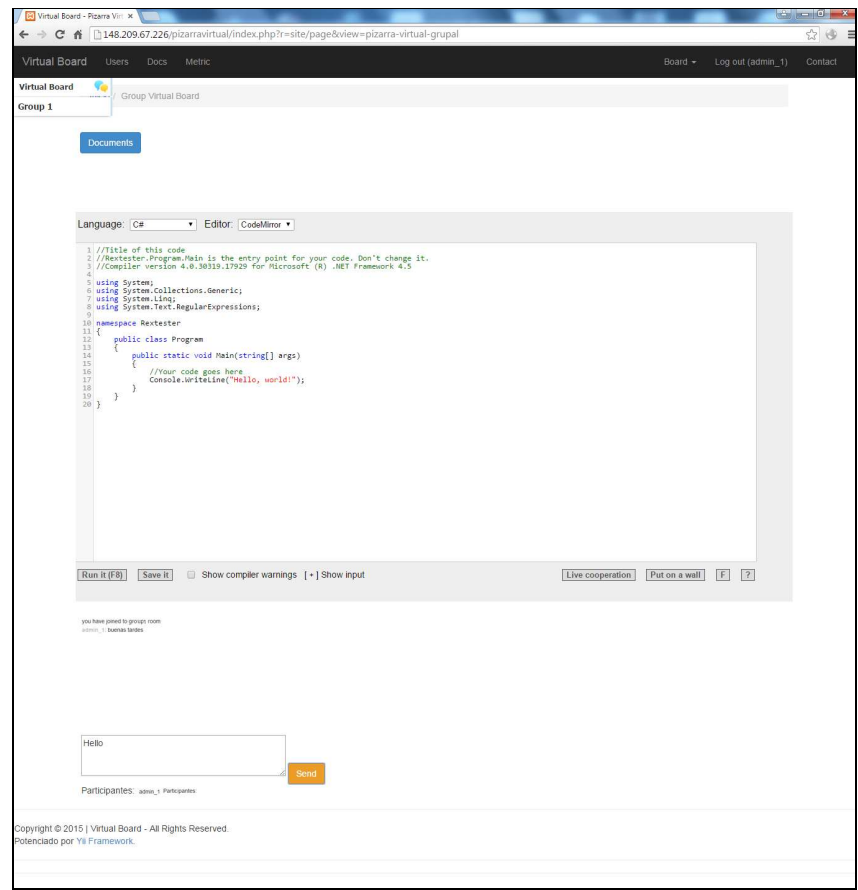 Virtual Board - Pizarra Virt
148.209.67.226/pizarravirtual/index.php?r=site/page&view=pizarra-virtual-grupal
Virtual Board Users Docs Metric Board Log out (admin_1) Contact
Virtual Board
/ Group Virtual Board
Group 1
Documents
Language: C# Editor: CodeMirror
1 //Title of this code
2 //Rextester.Program.Main is the entry point for your code. Don't change it.
3 //Compiler version 4.0.30319.17929 for Microsoft (R) .NET Framework 4.5
4
5 using System;
6 using System.Collections.Generic;
7 using System.Linq;
8 using System.Text.RegularExpressions;
9
10 namespace Rextester
11 {
12 public class Program
13 {
14 public static void Main(string[] args)
15 {
16 //Your code goes here
17 Console.WriteLine("Hello, world!");
18 }
19 }
20 }
Run it (F8) Save it Show compiler warnings [ + ] Show input Live cooperation Put on a wall F ?
you have joined to group1 room
admin_1: buenas tardes
Hello
Send
Participantes: admin_1 Participantes
Copyright © 2015 | Virtual Board - All Rights Reserved.
Potenciado por Yii Framework.